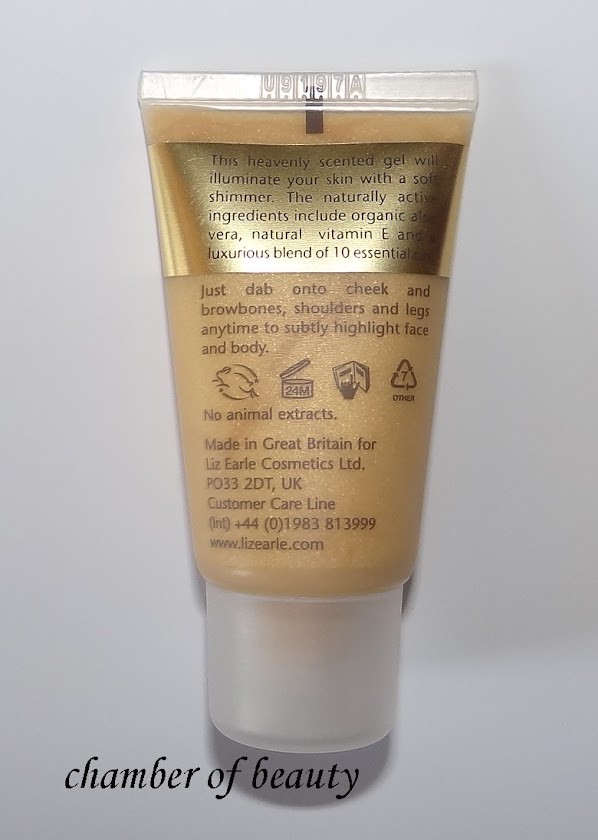 U9197A
This heavenly scented gel will
illuminate your skin with a soft
shimmer. The naturally active
ingredients include organic aloe
vera, natural vitamin E and a
luxurious blend of 10 essential
Just dab onto cheek and
browbones, shoulders and legs
anytime to subtly highlight face
and body.
24M
7
OTHER
No animal extracts.
Made in Great Britain for
Liz Earle Cosmetics Ltd.
PO33 2DT, UK
Customer Care Line
(Int) +44 (0)1983 813999
www.lizearle.com
chamber of beauty